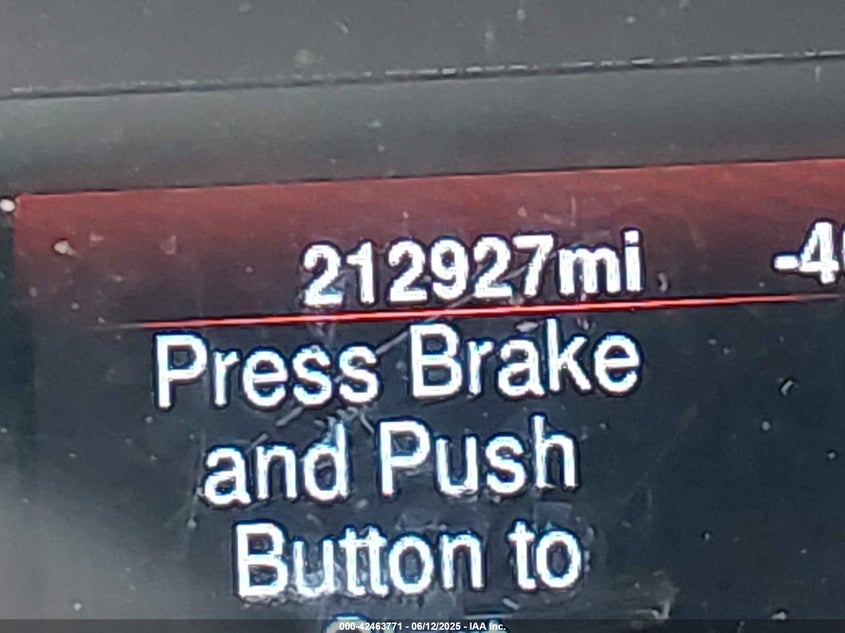 212927mi
Press Brake
and Push
Button to
000-42463771 - 06/12/2025 - IAA Inc.